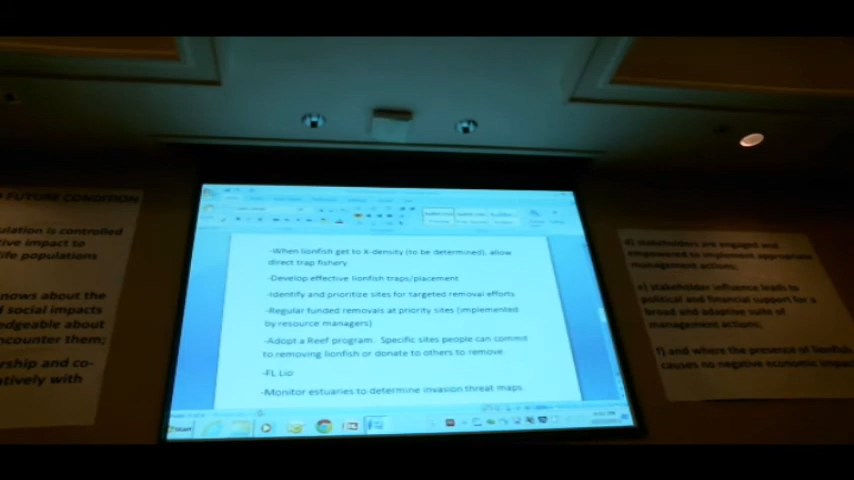 FUTURE CONDITION
ulation is controlled
ive impact to
ife populations
nows about the
d social impacts
edgeable about
ncounter them;
ership and co-
atively with
-When lionfish get to K-density (to be determined), allow
direct trap fishery
-Develop effective lionfish traps/placement
-Identify and prioritize sites for targeted removal efforts
-Regular funded removals at priority sites (implemented
by resource managers)
-Adopt a Reef program. Specific sites people can commit
to removing lionfish or donate to others to remove
-FL Lio
-Monitor estuaries to determine invasion threat maps.
Start
d) stakeholders are engaged and
empowered to implement appropriate
management actions;
e) stakeholder influence leads to
political and financial support for a
broad and adaptive suite of
management actions;
f) and where the presence of lionfish
causes no negative economic impact